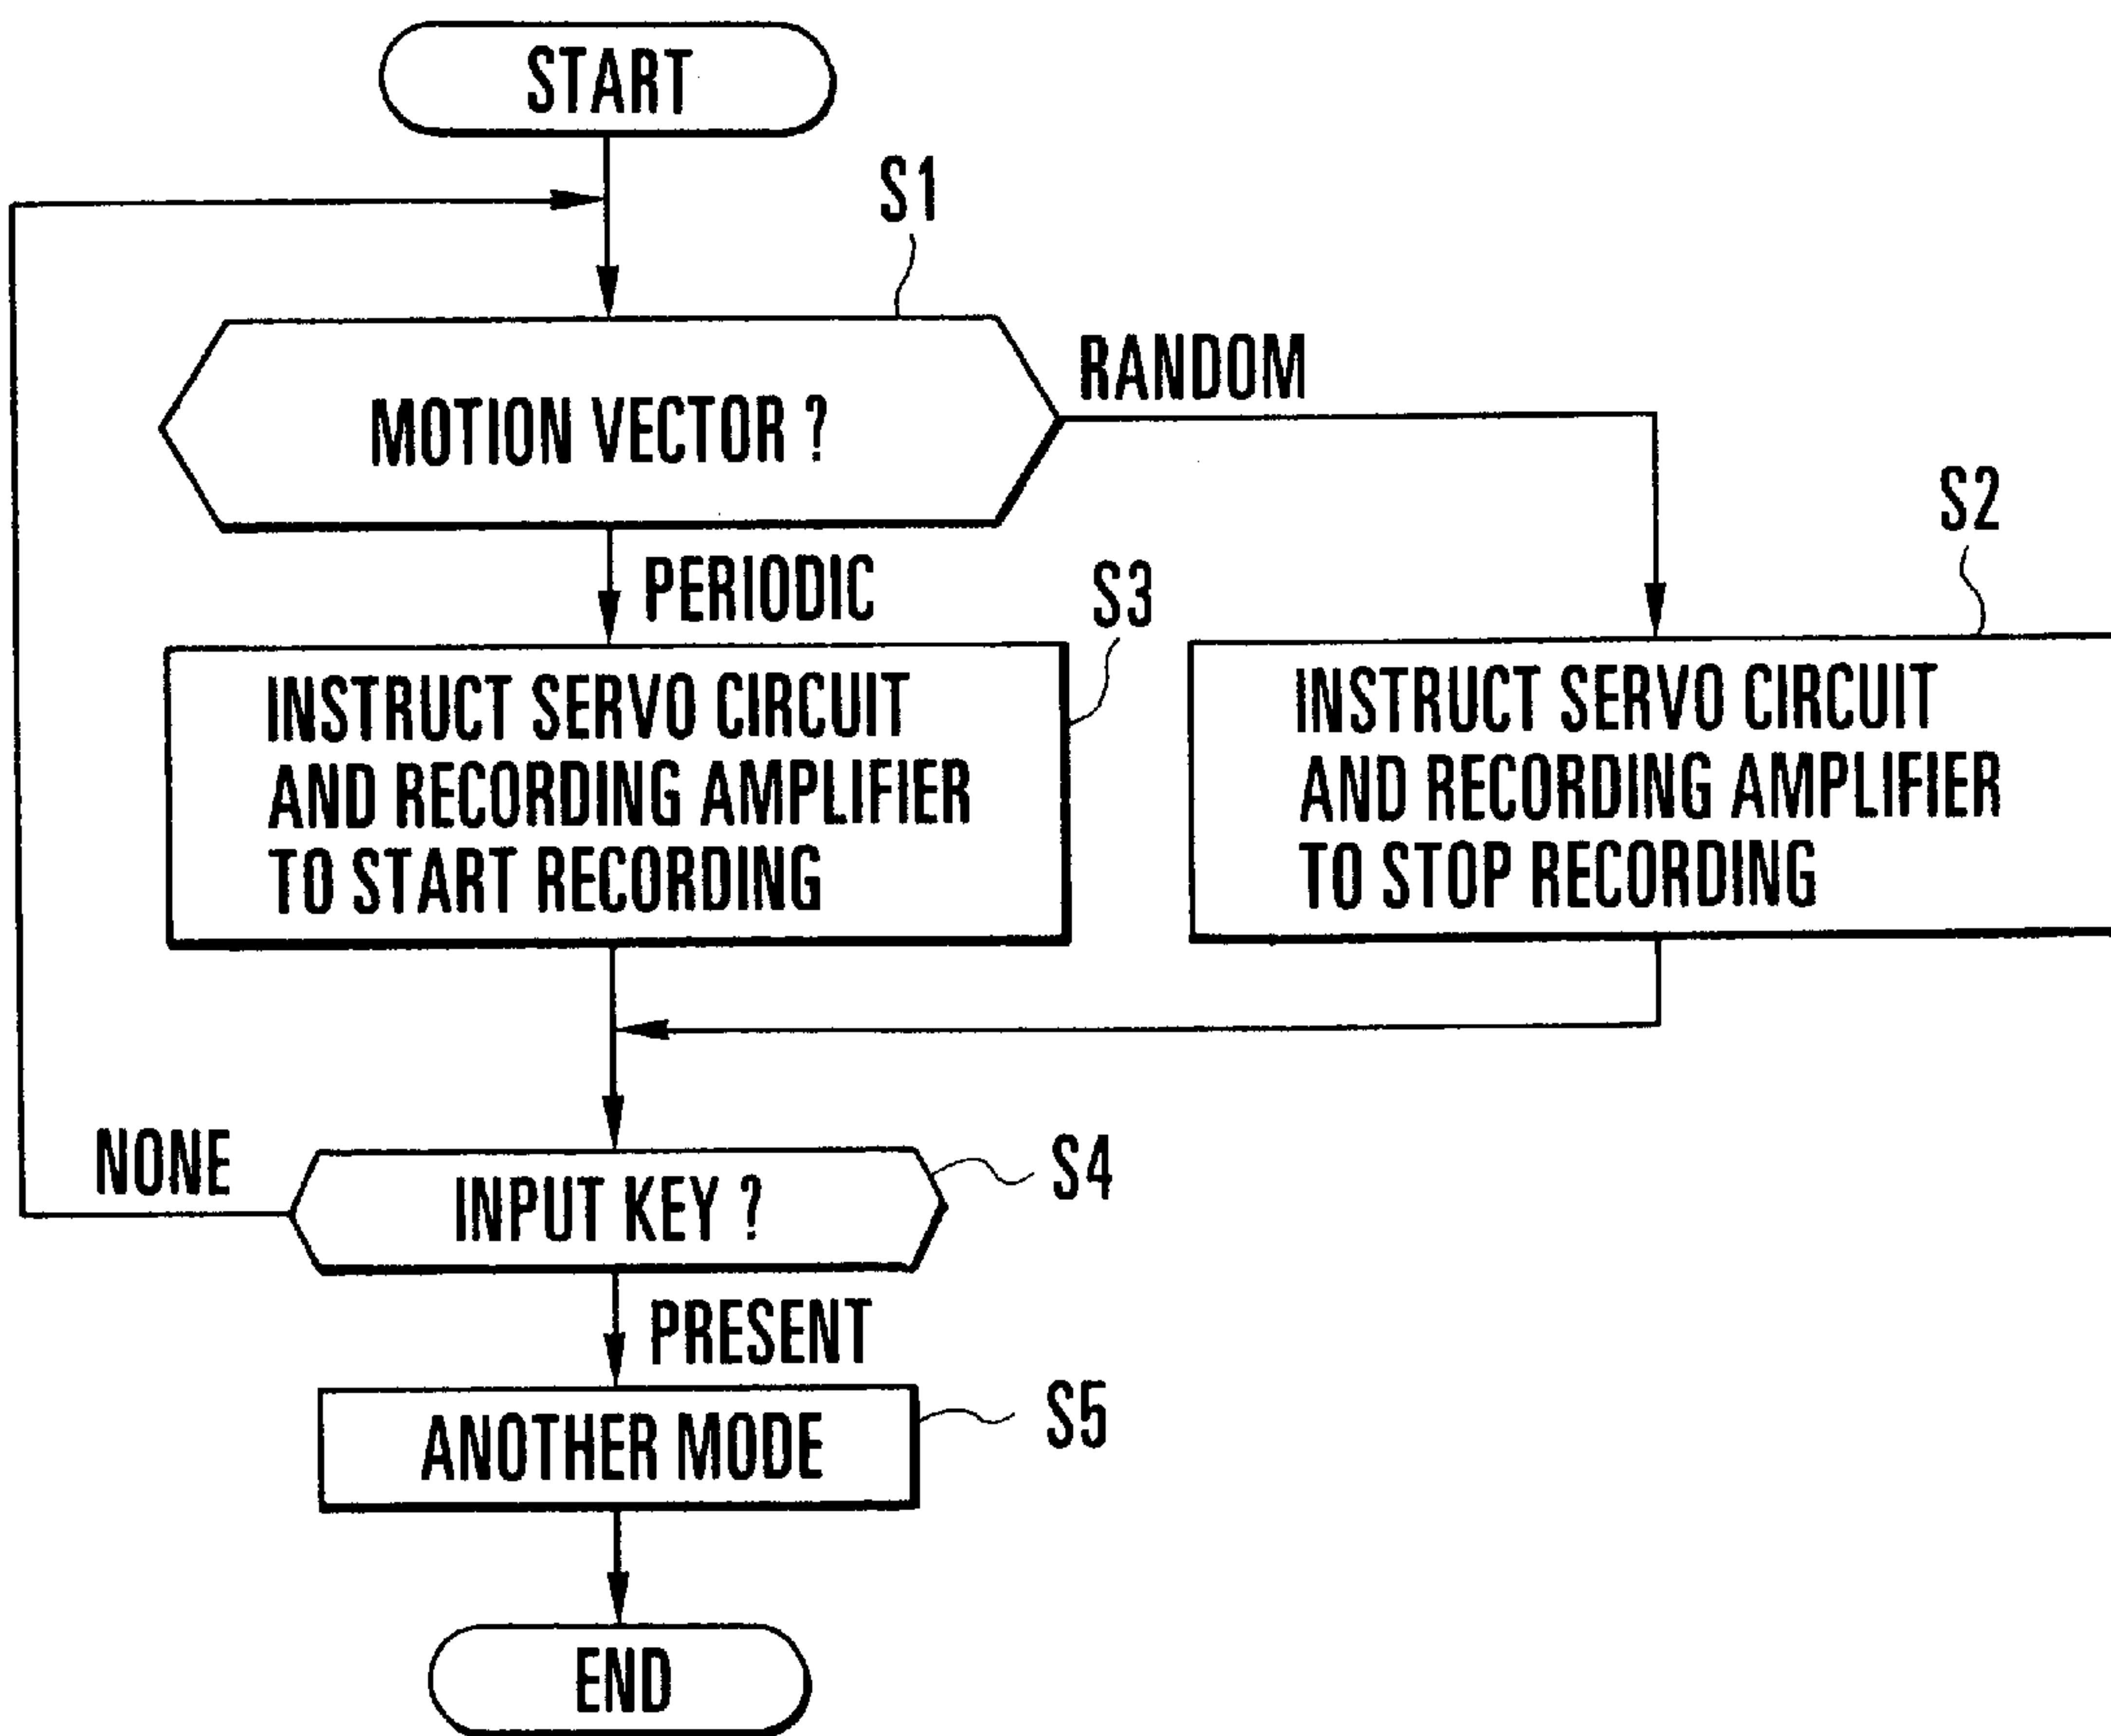 START
S1
MOTION VECTOR ?
RANDOM
S2
PERIODIC
S3
INSTRUCT SERVO CIRCUIT
AND RECORDING AMPLIFIER
TO START RECORDING
INSTRUCT SERVO CIRCUIT
AND RECORDING AMPLIFIER
TO STOP RECORDING
NONE
INPUT KEY ?
S4
PRESENT
ANOTHER MODE
S5
END